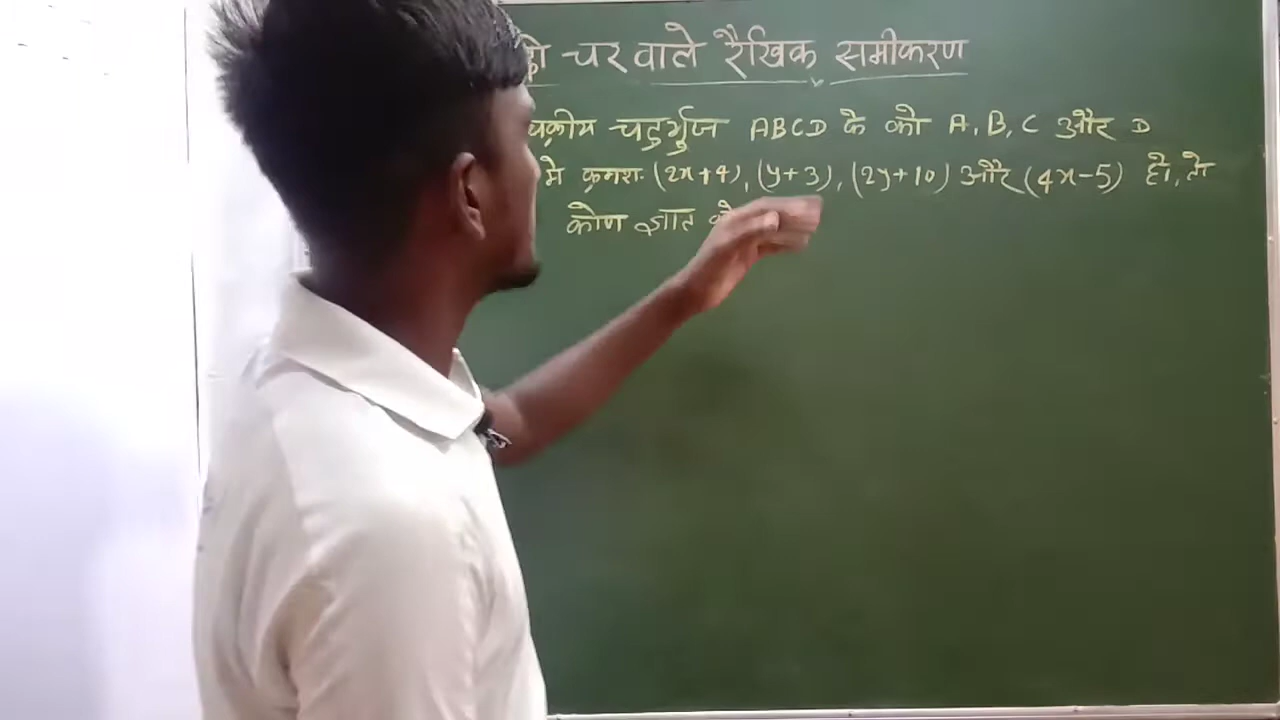 चर वाले रैखिक समीकरण
चतुर्भुज ABCD के को A, B, C और D
मे क्रमशः (2x+4), (y+3), (2y+10) और (4x-5) हो, तो
कोण ज्ञात